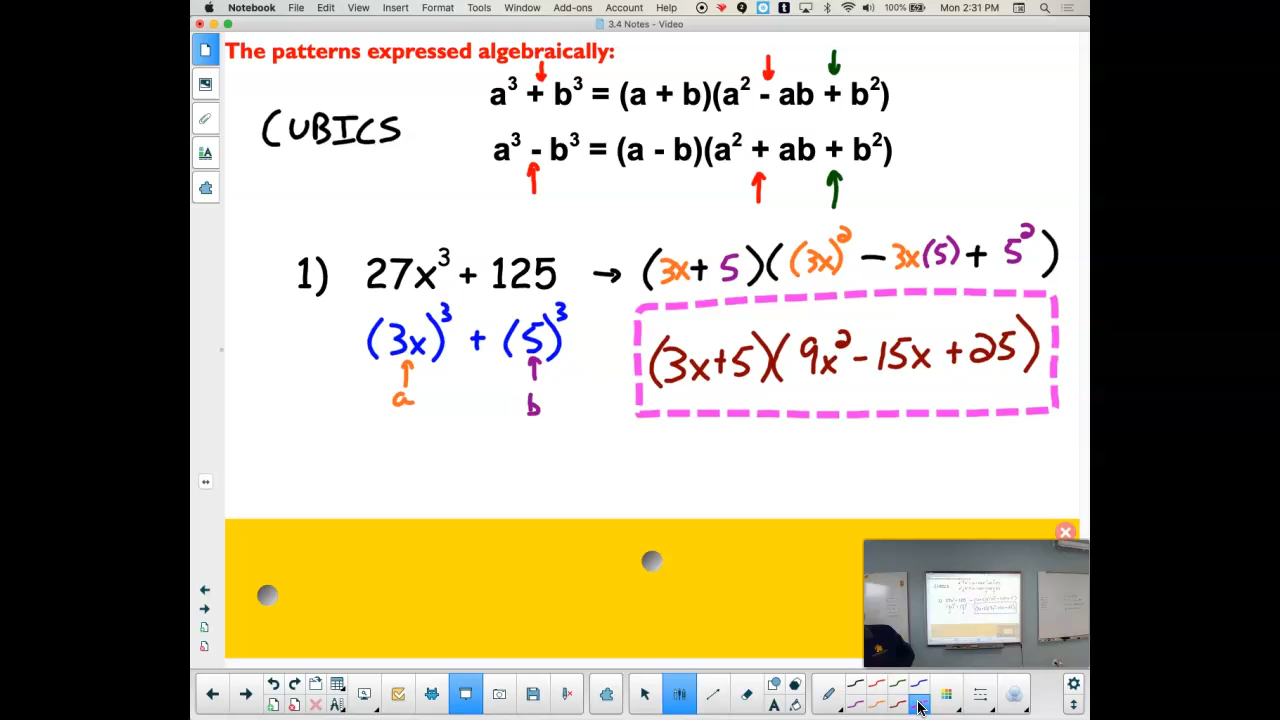 Notebook File Edit View Insert Format Tools Window Add-ons Account Help 100% Mon 2:31 PM
3.4 Notes - Video
The patterns expressed algebraically:
a³ + b³ = (a + b)(a² - ab + b²)
CUBICS
a³ - b³ = (a - b)(a² + ab + b²)
1) 27x³ + 125 → (3x + 5)((3x)² - 3x(5) + 5²)
(3x)³ + (5)³
(3x+5)(9x² - 15x + 25)
a b